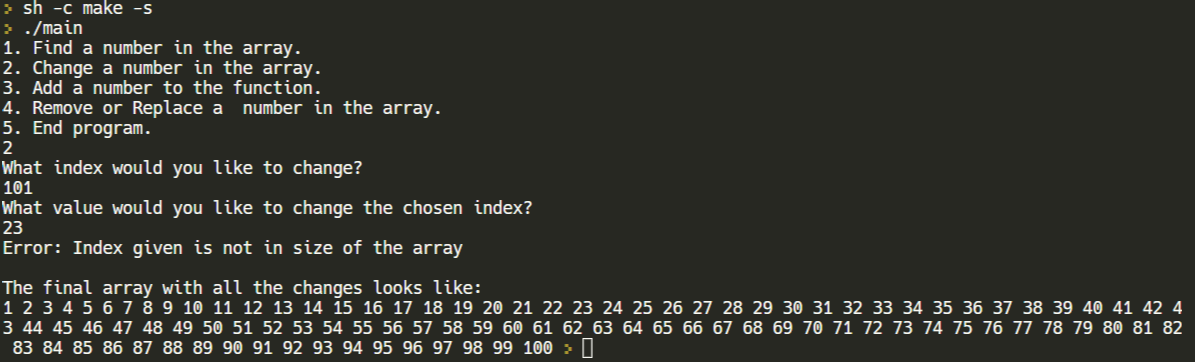 > sh -c make -s
> ./main
1. Find a number in the array.
2. Change a number in the array.
3. Add a number to the function.
4. Remove or Replace a  number in the array.
5. End program.
2
What index would you like to change?
101
What value would you like to change the chosen index?
23
Error: Index given is not in size of the array

The final array with all the changes looks like:
1 2 3 4 5 6 7 8 9 10 11 12 13 14 15 16 17 18 19 20 21 22 23 24 25 26 27 28 29 30 31 32 33 34 35 36 37 38 39 40 41 42 4
3 44 45 46 47 48 49 50 51 52 53 54 55 56 57 58 59 60 61 62 63 64 65 66 67 68 69 70 71 72 73 74 75 76 77 78 79 80 81 82
 83 84 85 86 87 88 89 90 91 92 93 94 95 96 97 98 99 100 >